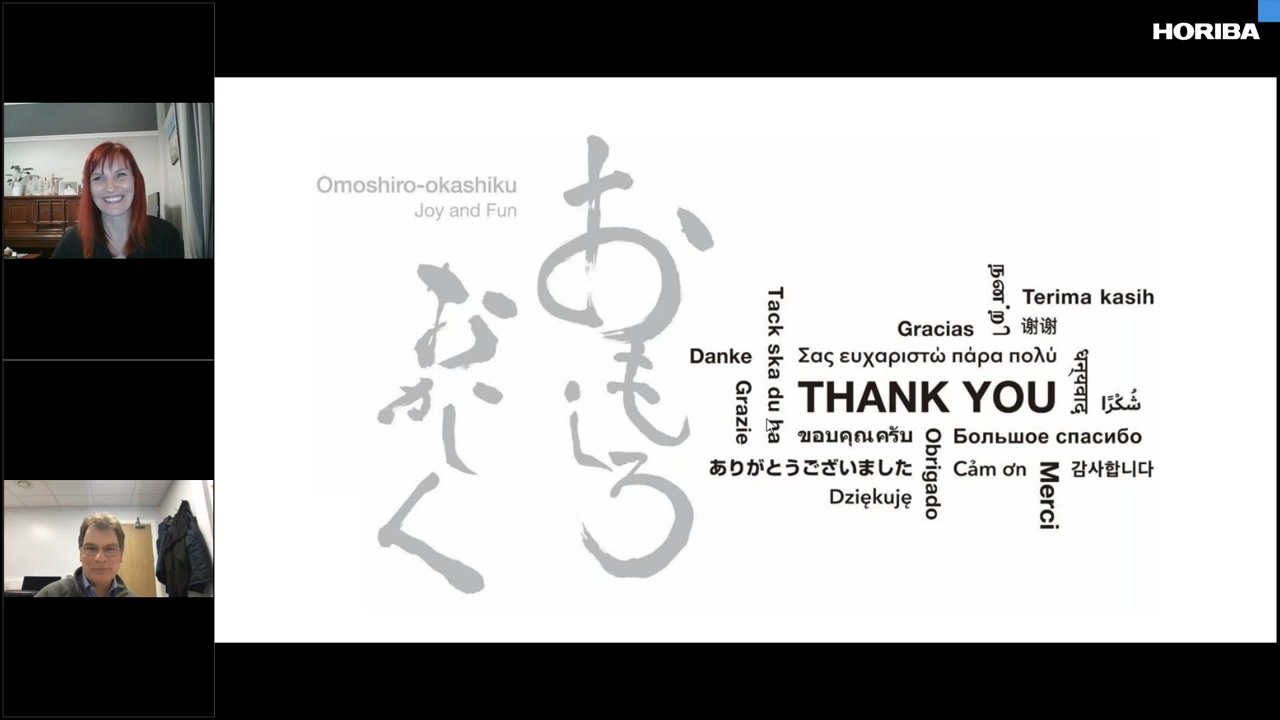 HORIBA
Omoshiro-okashiku
Joy and Fun
おもしろ
おかしく
நன்றி
Terima kasih
Gracias
谢谢
Tack ska du ha
Danke
Σας ευχαριστώ πάρα πολύ
धन्यवाद
Grazie
THANK YOU
شُكْرًا
ขอบคุณครับ
Obrigado
Большое спасибо
ありがとうございました
Cảm ơn
Merci
감사합니다
Dziękuję